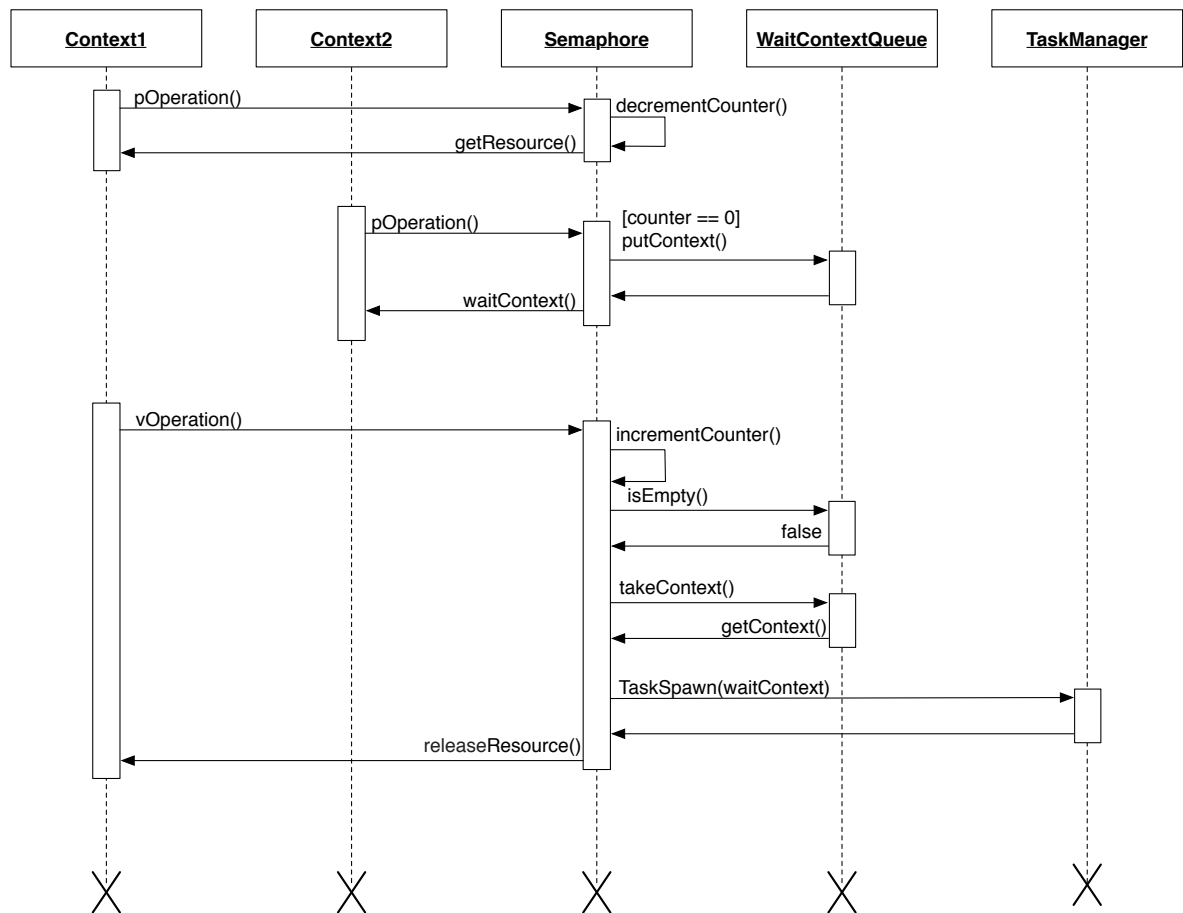 Context1
Context2
Semaphore
WaitContextQueue
TaskManager
pOperation()
decrementCounter()
getResource()
pOperation()
[counter == 0]
putContext()
waitContext()
vOperation()
incrementCounter()
isEmpty()
false
takeContext()
getContext()
TaskSpawn(waitContext)
releaseResource()